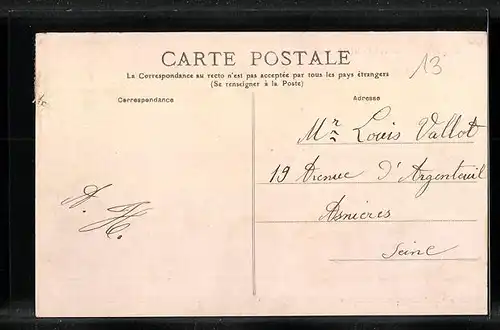 CARTE POSTALE
13
La Correspondance au recto n'est pas acceptée par tous les pays étrangers
(Se renseigner à la Poste)
Correspondance
Adresse
Mr Louis Vallot
19 Avenue d'Argenteuil
Asnières
Seine
A. H.